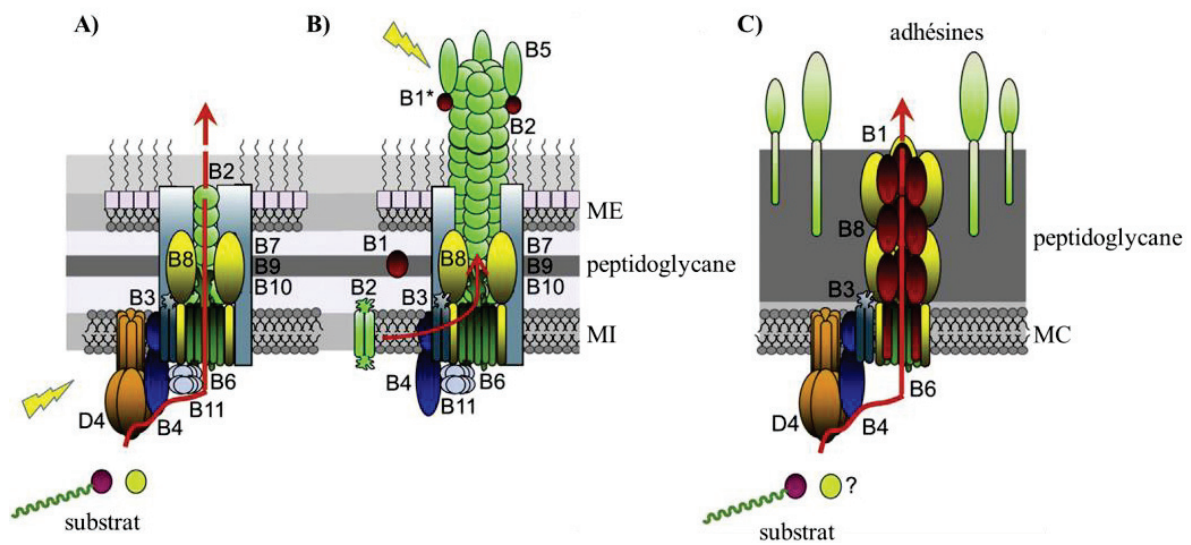 A)
B2
B8
B7
B9
B10
B3
B6
B11
D4
B4
substrat
B)
B5
B1*
B2
ME
B1
B8
B7
B9
B10
peptidoglycane
B2
B3
MI
B4
B6
B11
C)
adhésines
B1
B8
peptidoglycane
B3
MC
B6
D4
B4
?
substrat